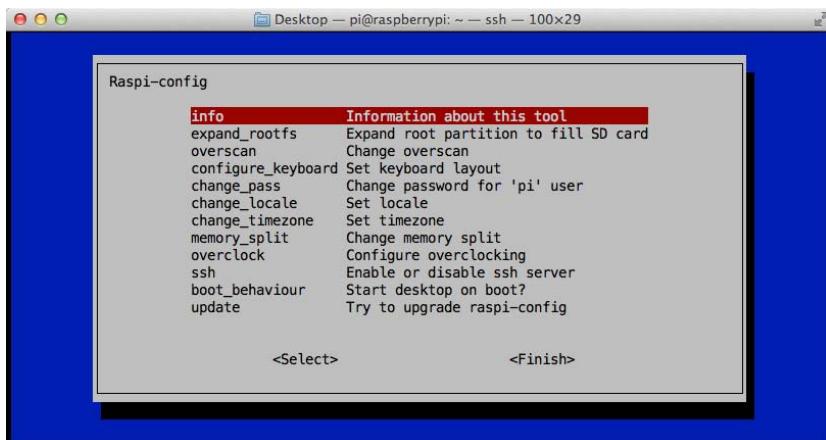 Desktop — pi@raspberrypi: ~ — ssh — 100×29
Raspi-config
info Information about this tool
expand_rootfs Expand root partition to fill SD card
overscan Change overscan
configure_keyboard Set keyboard layout
change_pass Change password for 'pi' user
change_locale Set locale
change_timezone Set timezone
memory_split Change memory split
overclock Configure overclocking
ssh Enable or disable ssh server
boot_behaviour Start desktop on boot?
update Try to upgrade raspi-config
<Select> <Finish>